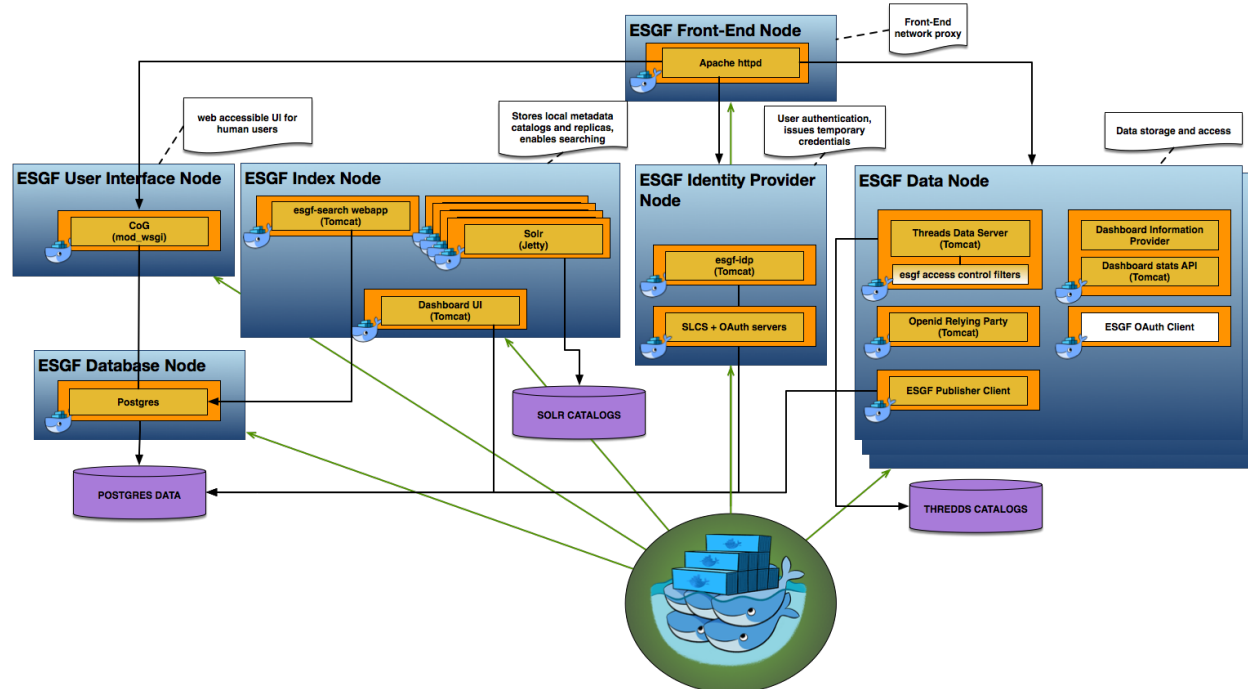 ESGF Front-End Node
Apache httpd
Front-End
network proxy
web accessible UI for
human users
Stores local metadata
catalogs and replicas,
enables searching
User authentication,
issues temporary
credentials
Data storage and access
ESGF User Interface Node
CoG
(mod_wsgi)
ESGF Index Node
esgf-search webapp
(Tomcat)
Solr
(Jetty)
Dashboard UI
(Tomcat)
ESGF Identity Provider
Node
esgf-idp
(Tomcat)
SLCS + OAuth servers
ESGF Data Node
Threads Data Server
(Tomcat)
esgf access control filters
Dashboard Information
Provider
Dashboard stats API
(Tomcat)
Openid Relying Party
(Tomcat)
ESGF OAuth Client
ESGF Publisher Client
ESGF Database Node
Postgres
SOLR CATALOGS
POSTGRES DATA
THREDDS CATALOGS